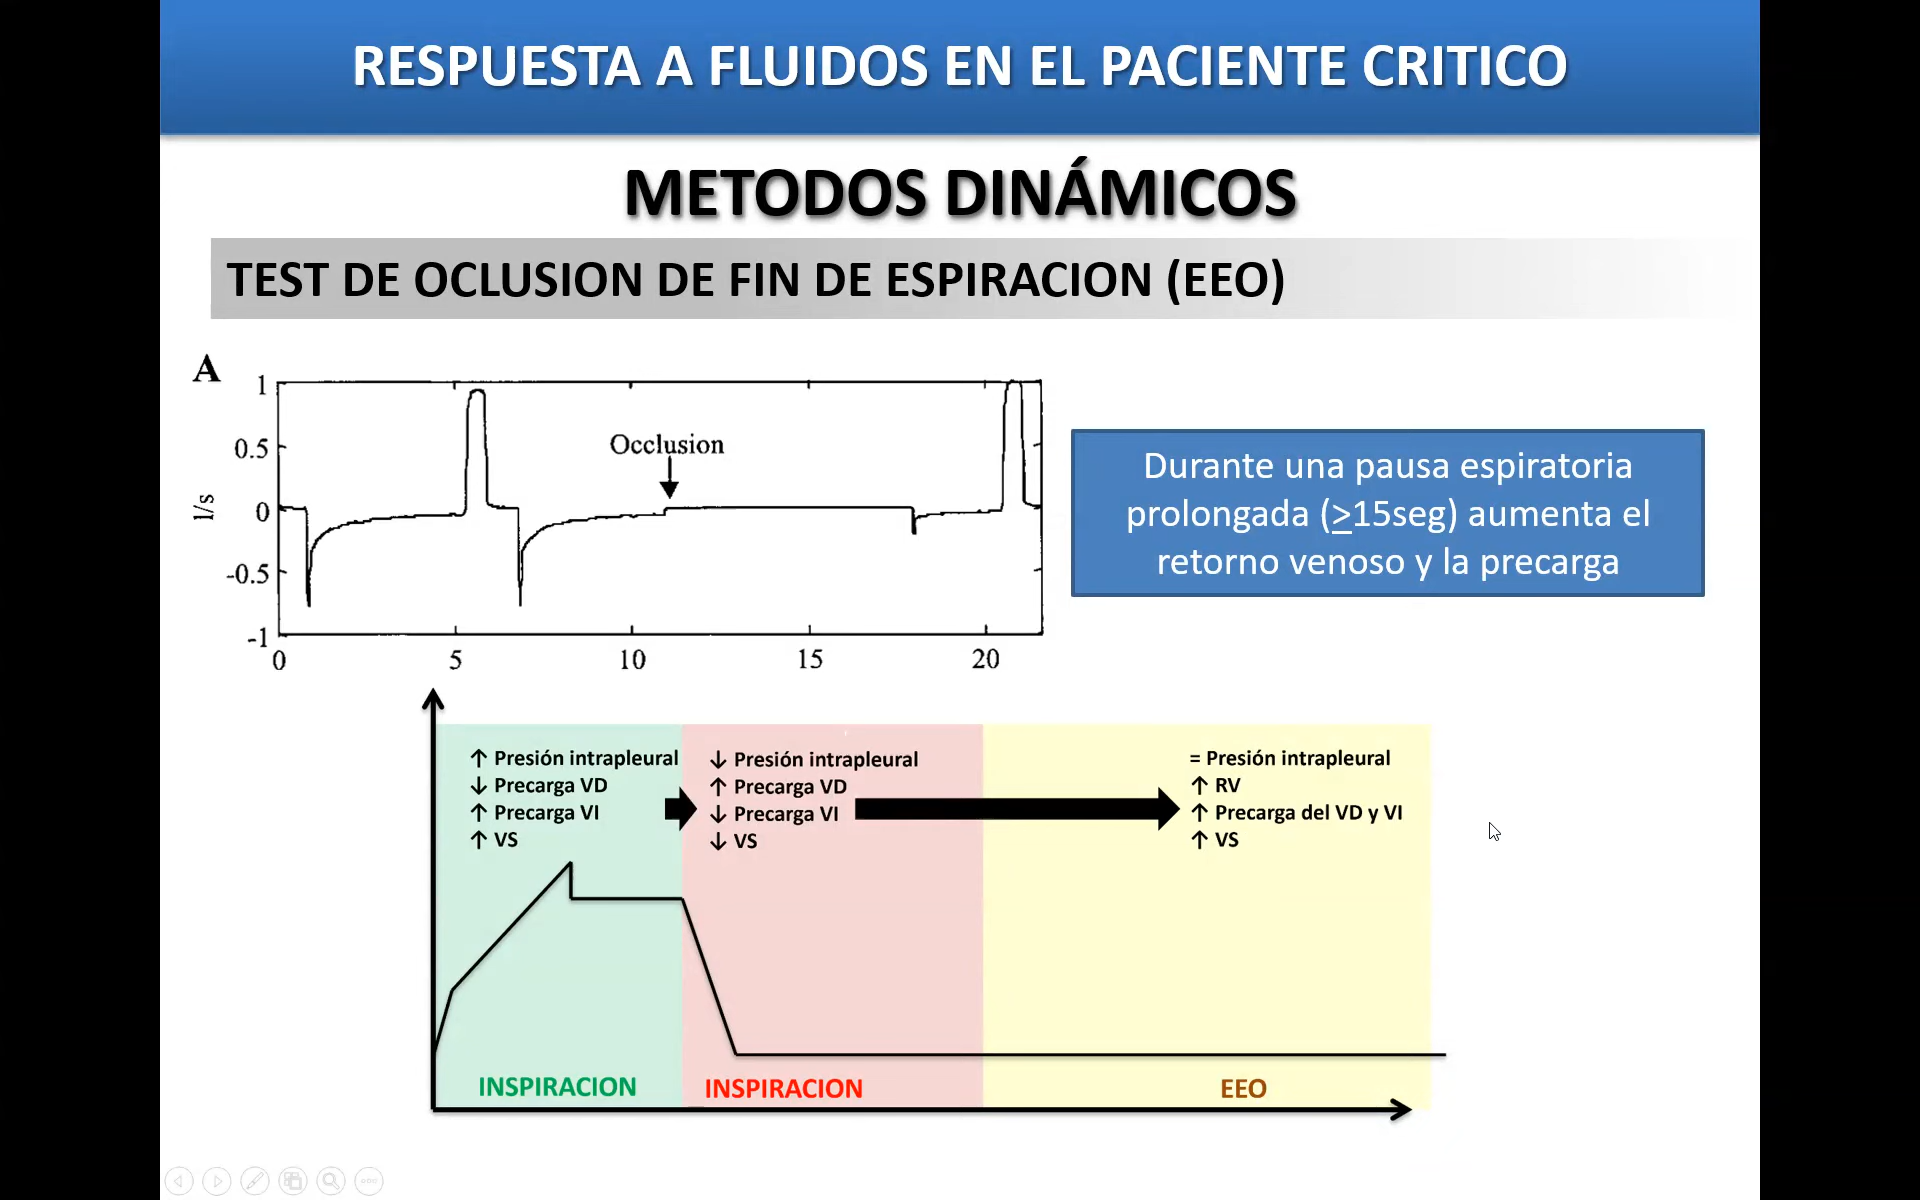 RESPUESTA A FLUIDOS EN EL PACIENTE CRITICO
METODOS DINÁMICOS
TEST DE OCLUSION DE FIN DE ESPIRACION (EEO)
A
1
0.5
0
-0.5
-1
l/s
Occlusion
0 5 10 15 20
Durante una pausa espiratoria
prolongada (>15seg) aumenta el
retorno venoso y la precarga
↑ Presión intrapleural
↓ Precarga VD
↑ Precarga VI
↑ VS
↓ Presión intrapleural
↑ Precarga VD
↓ Precarga VI
↓ VS
= Presión intrapleural
↑ RV
↑ Precarga del VD y VI
↑ VS
INSPIRACION
INSPIRACION
EEO